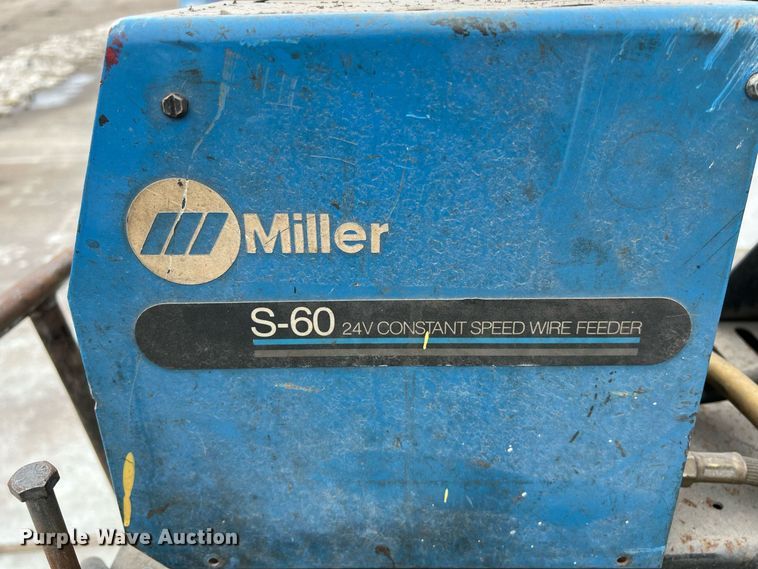 Miller
S-60 24V CONSTANT SPEED WIRE FEEDER
Purple Wave Auction